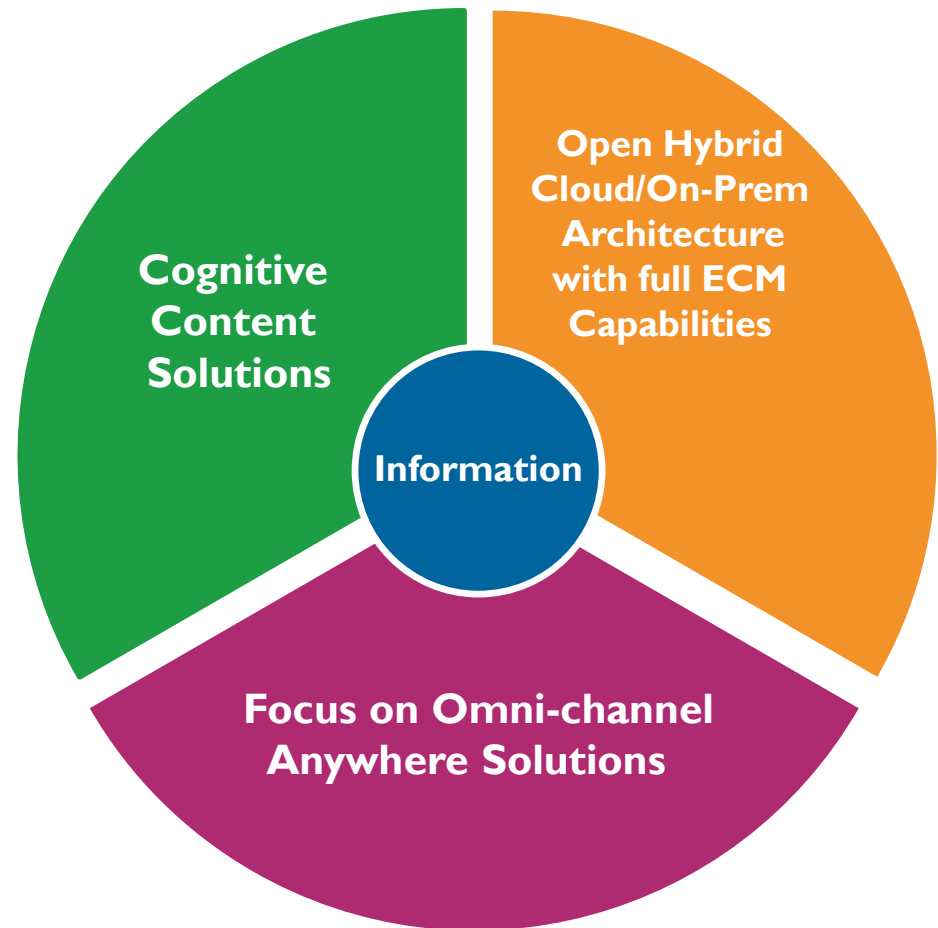 Cognitive
Content
Solutions
Open Hybrid
Cloud/On-Prem
Architecture
with full ECM
Capabilities
Information
Focus on Omni-channel
Anywhere Solutions